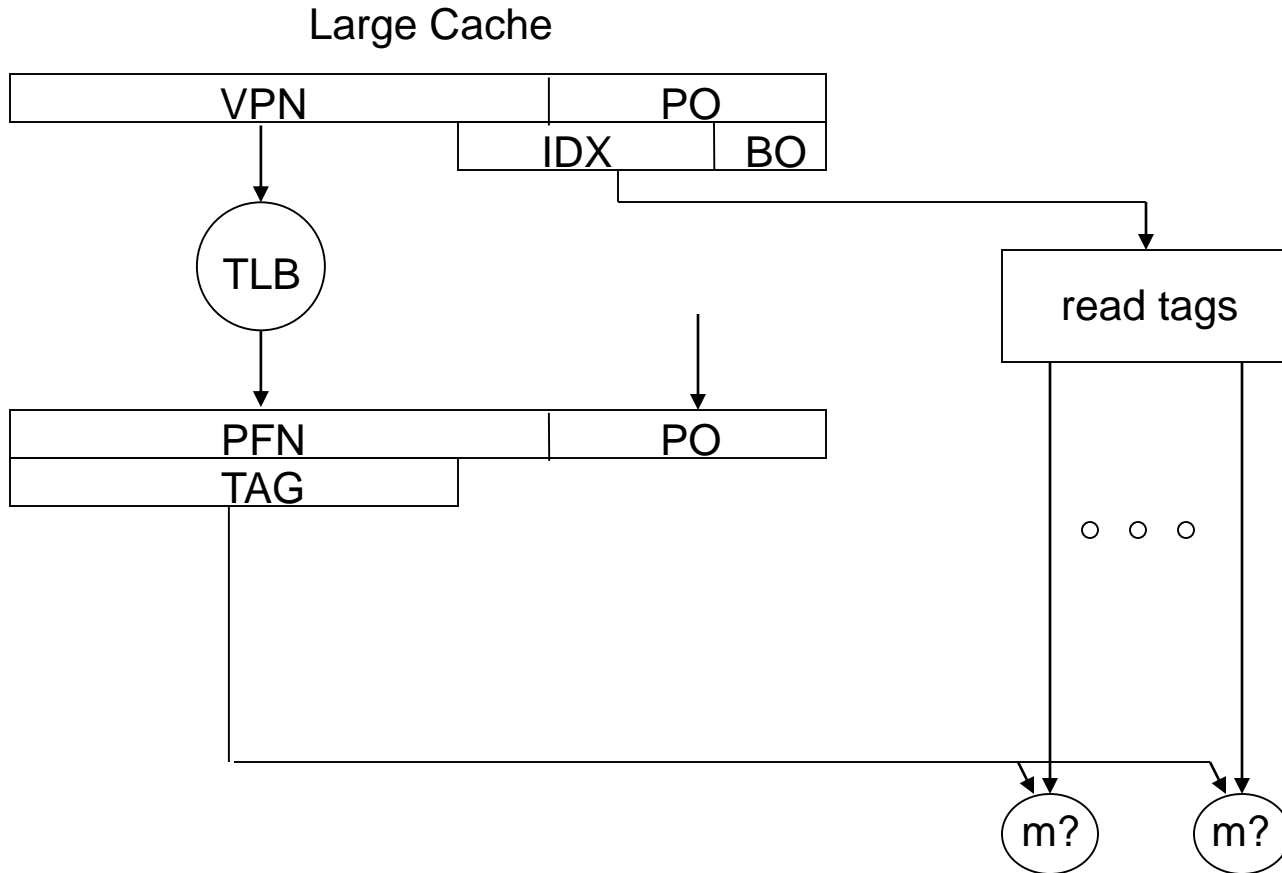 Large Cache
VPN PO
IDX BO
TLB
read tags
PFN PO
TAG
m? m?